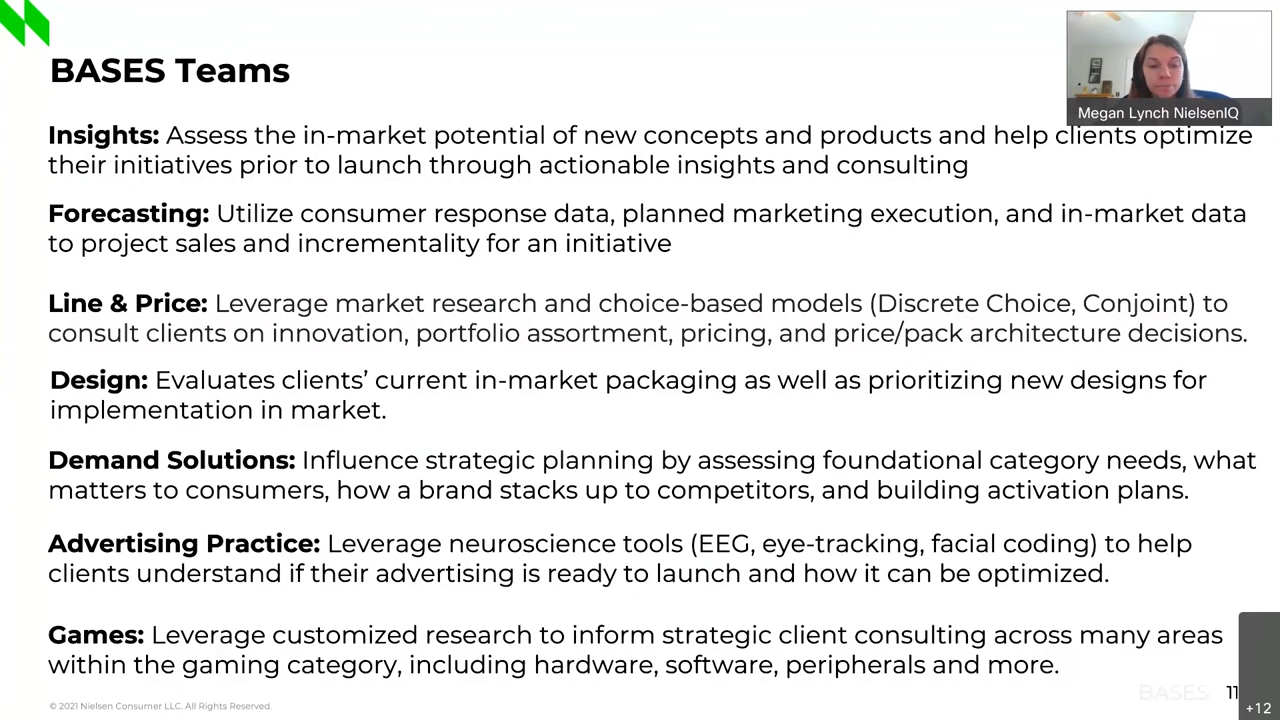 BASES Teams
Megan Lynch NielsenIQ
Insights: Assess the in-market potential of new concepts and products and help clients optimize
their initiatives prior to launch through actionable insights and consulting
Forecasting: Utilize consumer response data, planned marketing execution, and in-market data
to project sales and incrementality for an initiative
Line & Price: Leverage market research and choice-based models (Discrete Choice, Conjoint) to
consult clients on innovation, portfolio assortment, pricing, and price/pack architecture decisions.
Design: Evaluates clients’ current in-market packaging as well as prioritizing new designs for
implementation in market.
Demand Solutions: Influence strategic planning by assessing foundational category needs, what
matters to consumers, how a brand stacks up to competitors, and building activation plans.
Advertising Practice: Leverage neuroscience tools (EEG, eye-tracking, facial coding) to help
clients understand if their advertising is ready to launch and how it can be optimized.
Games: Leverage customized research to inform strategic client consulting across many areas
within the gaming category, including hardware, software, peripherals and more.
© 2021 Nielsen Consumer LLC. All Rights Reserved.
BASES 11
+12